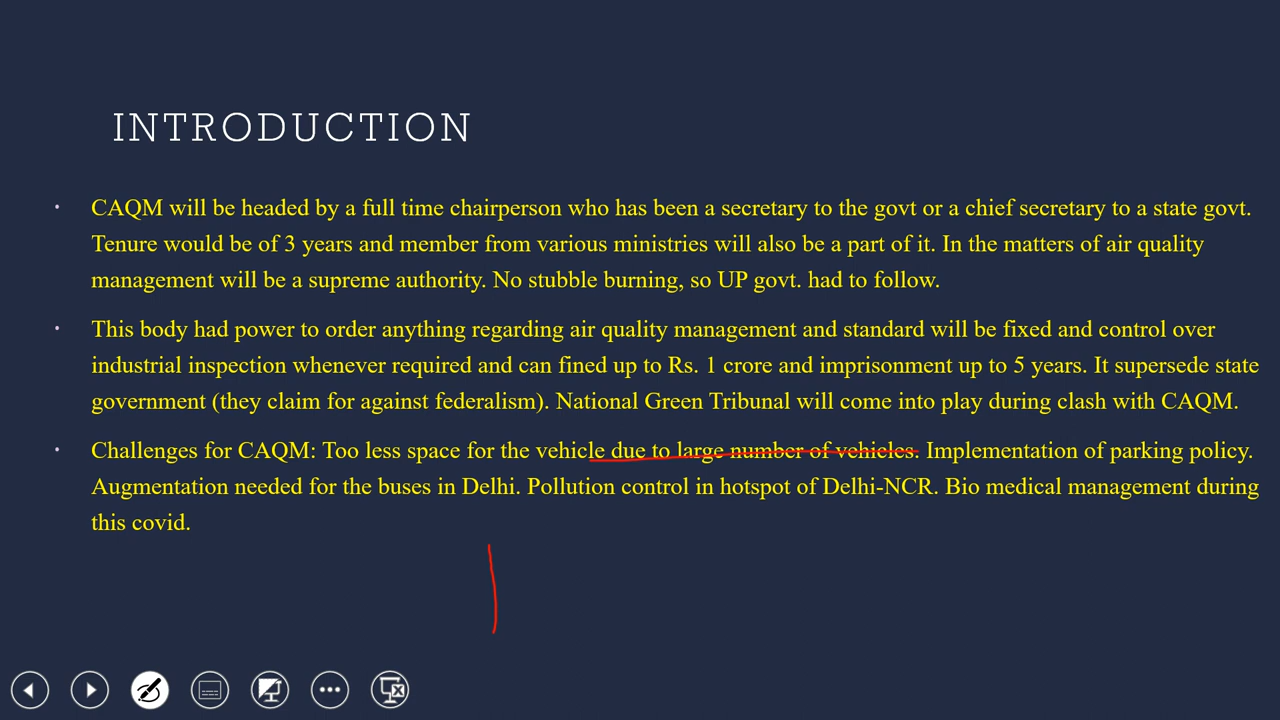 INTRODUCTION
CAQM will be headed by a full time chairperson who has been a secretary to the govt or a chief secretary to a state govt.
Tenure would be of 3 years and member from various ministries will also be a part of it. In the matters of air quality
management will be a supreme authority. No stubble burning, so UP govt. had to follow.
This body had power to order anything regarding air quality management and standard will be fixed and control over
industrial inspection whenever required and can fined up to Rs. 1 crore and imprisonment up to 5 years. It supersede state
government (they claim for against federalism). National Green Tribunal will come into play during clash with CAQM.
Challenges for CAQM: Too less space for the vehicle due to large number of vehicles. Implementation of parking policy.
Augmentation needed for the buses in Delhi. Pollution control in hotspot of Delhi-NCR. Bio medical management during
this covid.